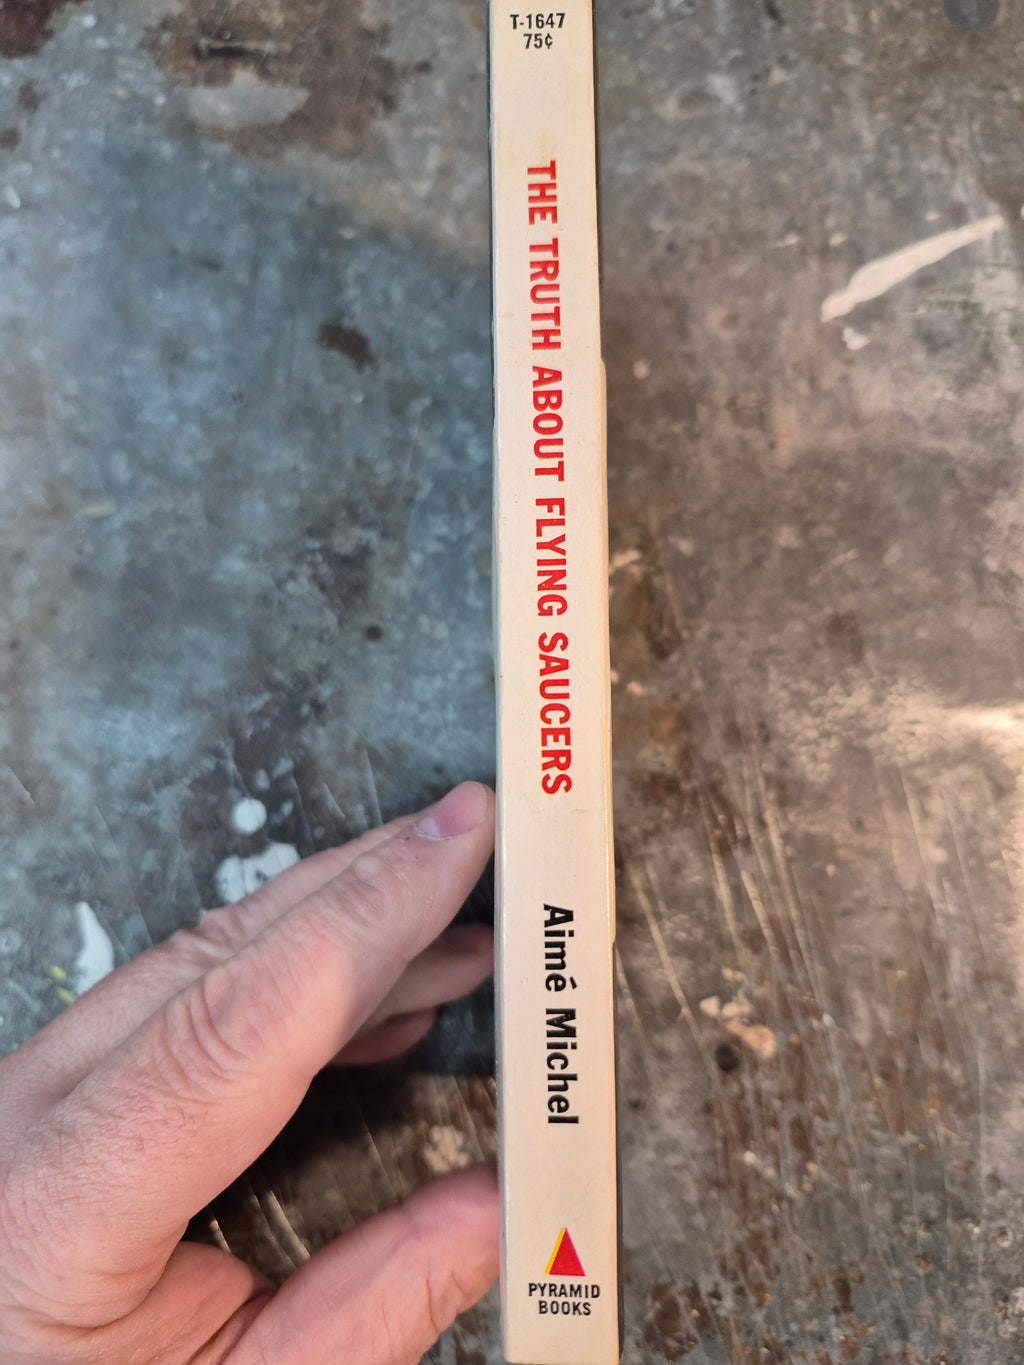 T-1647
75¢
THE TRUTH ABOUT FLYING SAUCERS
Aimé Michel
PYRAMID
BOOKS